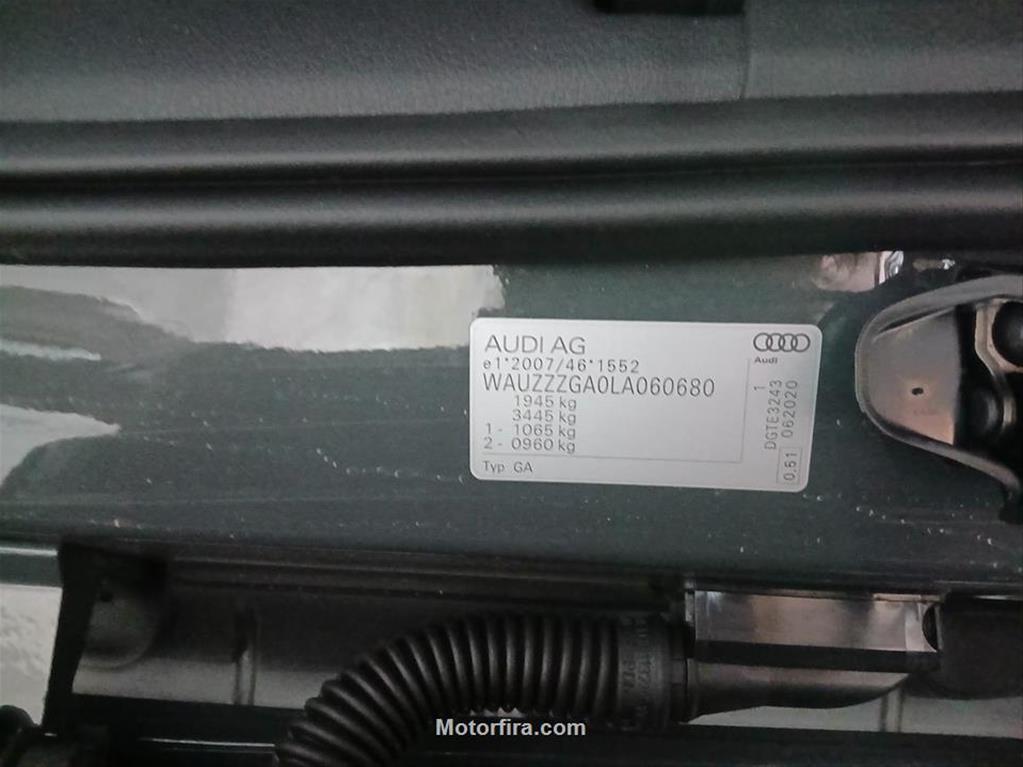 AUDI AG
Audi
e1*2007/46*1552
WAUZZZGA0LA060680
1945 kg
3445 kg
1 - 1065 kg
2 - 0960 kg
Typ GA
DGTE3243 1
0.51 062020
Motorfira.com